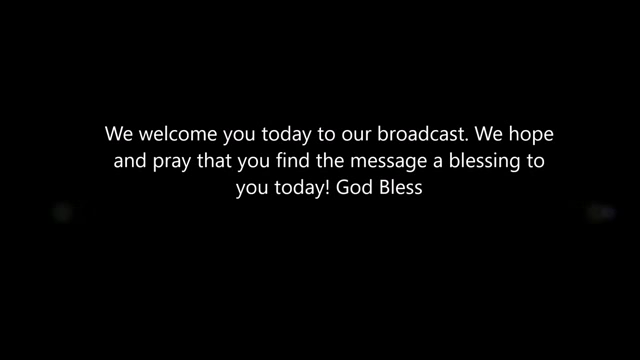 We welcome you today to our broadcast. We hope
and pray that you find the message a blessing to
you today! God Bless